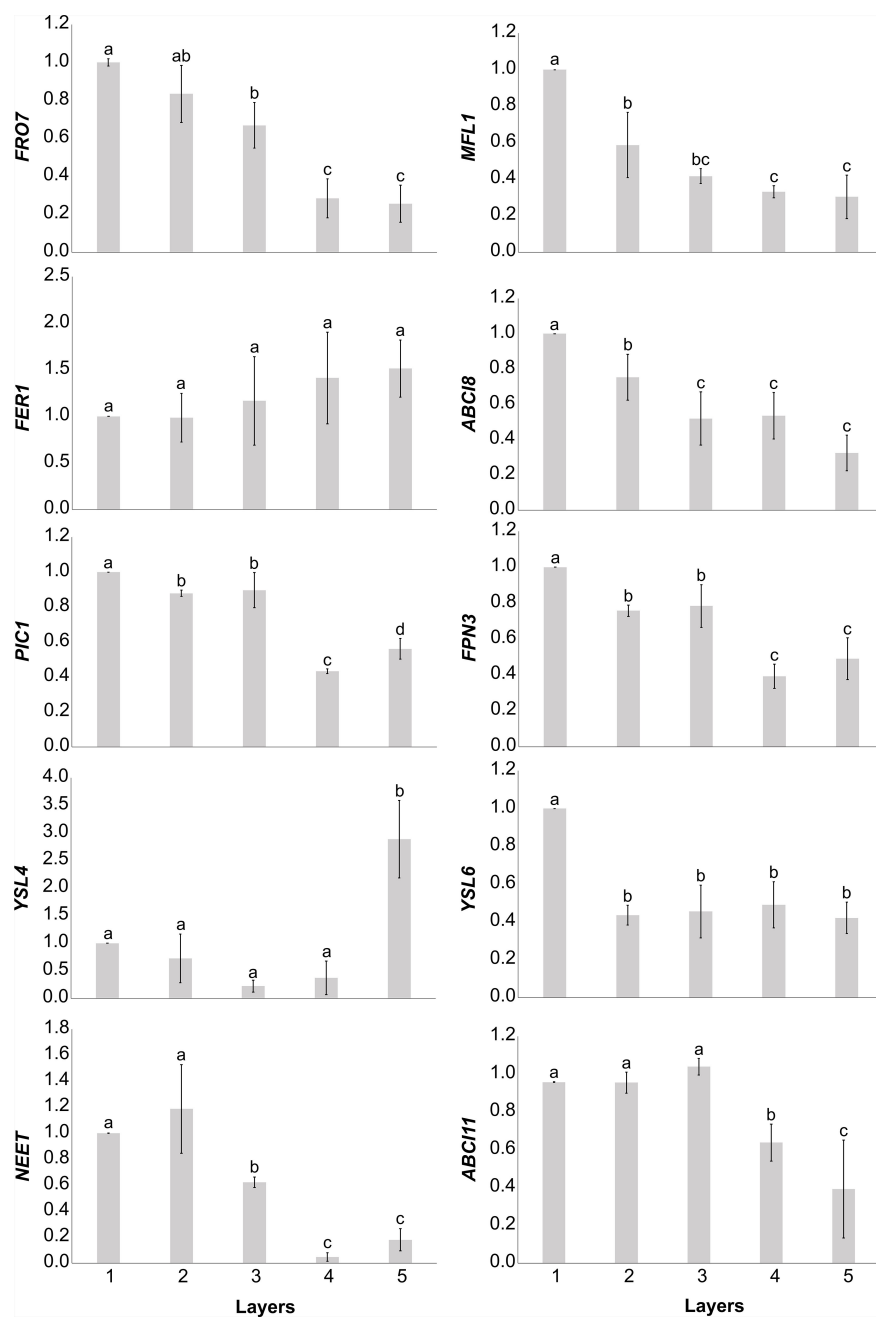 FRO7
1.2
1.0
0.8
0.6
0.4
0.2
0.0
a
ab
b
c
c
MFL1
1.2
1.0
0.8
0.6
0.4
0.2
0.0
a
b
bc
c
c
FER1
2.5
2.0
1.5
1.0
0.5
0.0
a
a
a
a
a
ABCI8
1.2
1.0
0.8
0.6
0.4
0.2
0.0
a
b
c
c
c
PIC1
1.2
1.0
0.8
0.6
0.4
0.2
0.0
a
b
b
c
d
FPN3
1.2
1.0
0.8
0.6
0.4
0.2
0.0
a
b
b
c
c
YSL4
4.0
3.5
3.0
2.5
2.0
1.5
1.0
0.5
0.0
a
a
a
a
b
YSL6
1.2
1.0
0.8
0.6
0.4
0.2
0.0
a
b
b
b
b
NEET
1.8
1.6
1.4
1.2
1.0
0.8
0.6
0.4
0.2
0.0
a
a
b
c
c
1 2 3 4 5
Layers
ABCI11
1.2
1.0
0.8
0.6
0.4
0.2
0.0
a
a
a
b
c
1 2 3 4 5
Layers